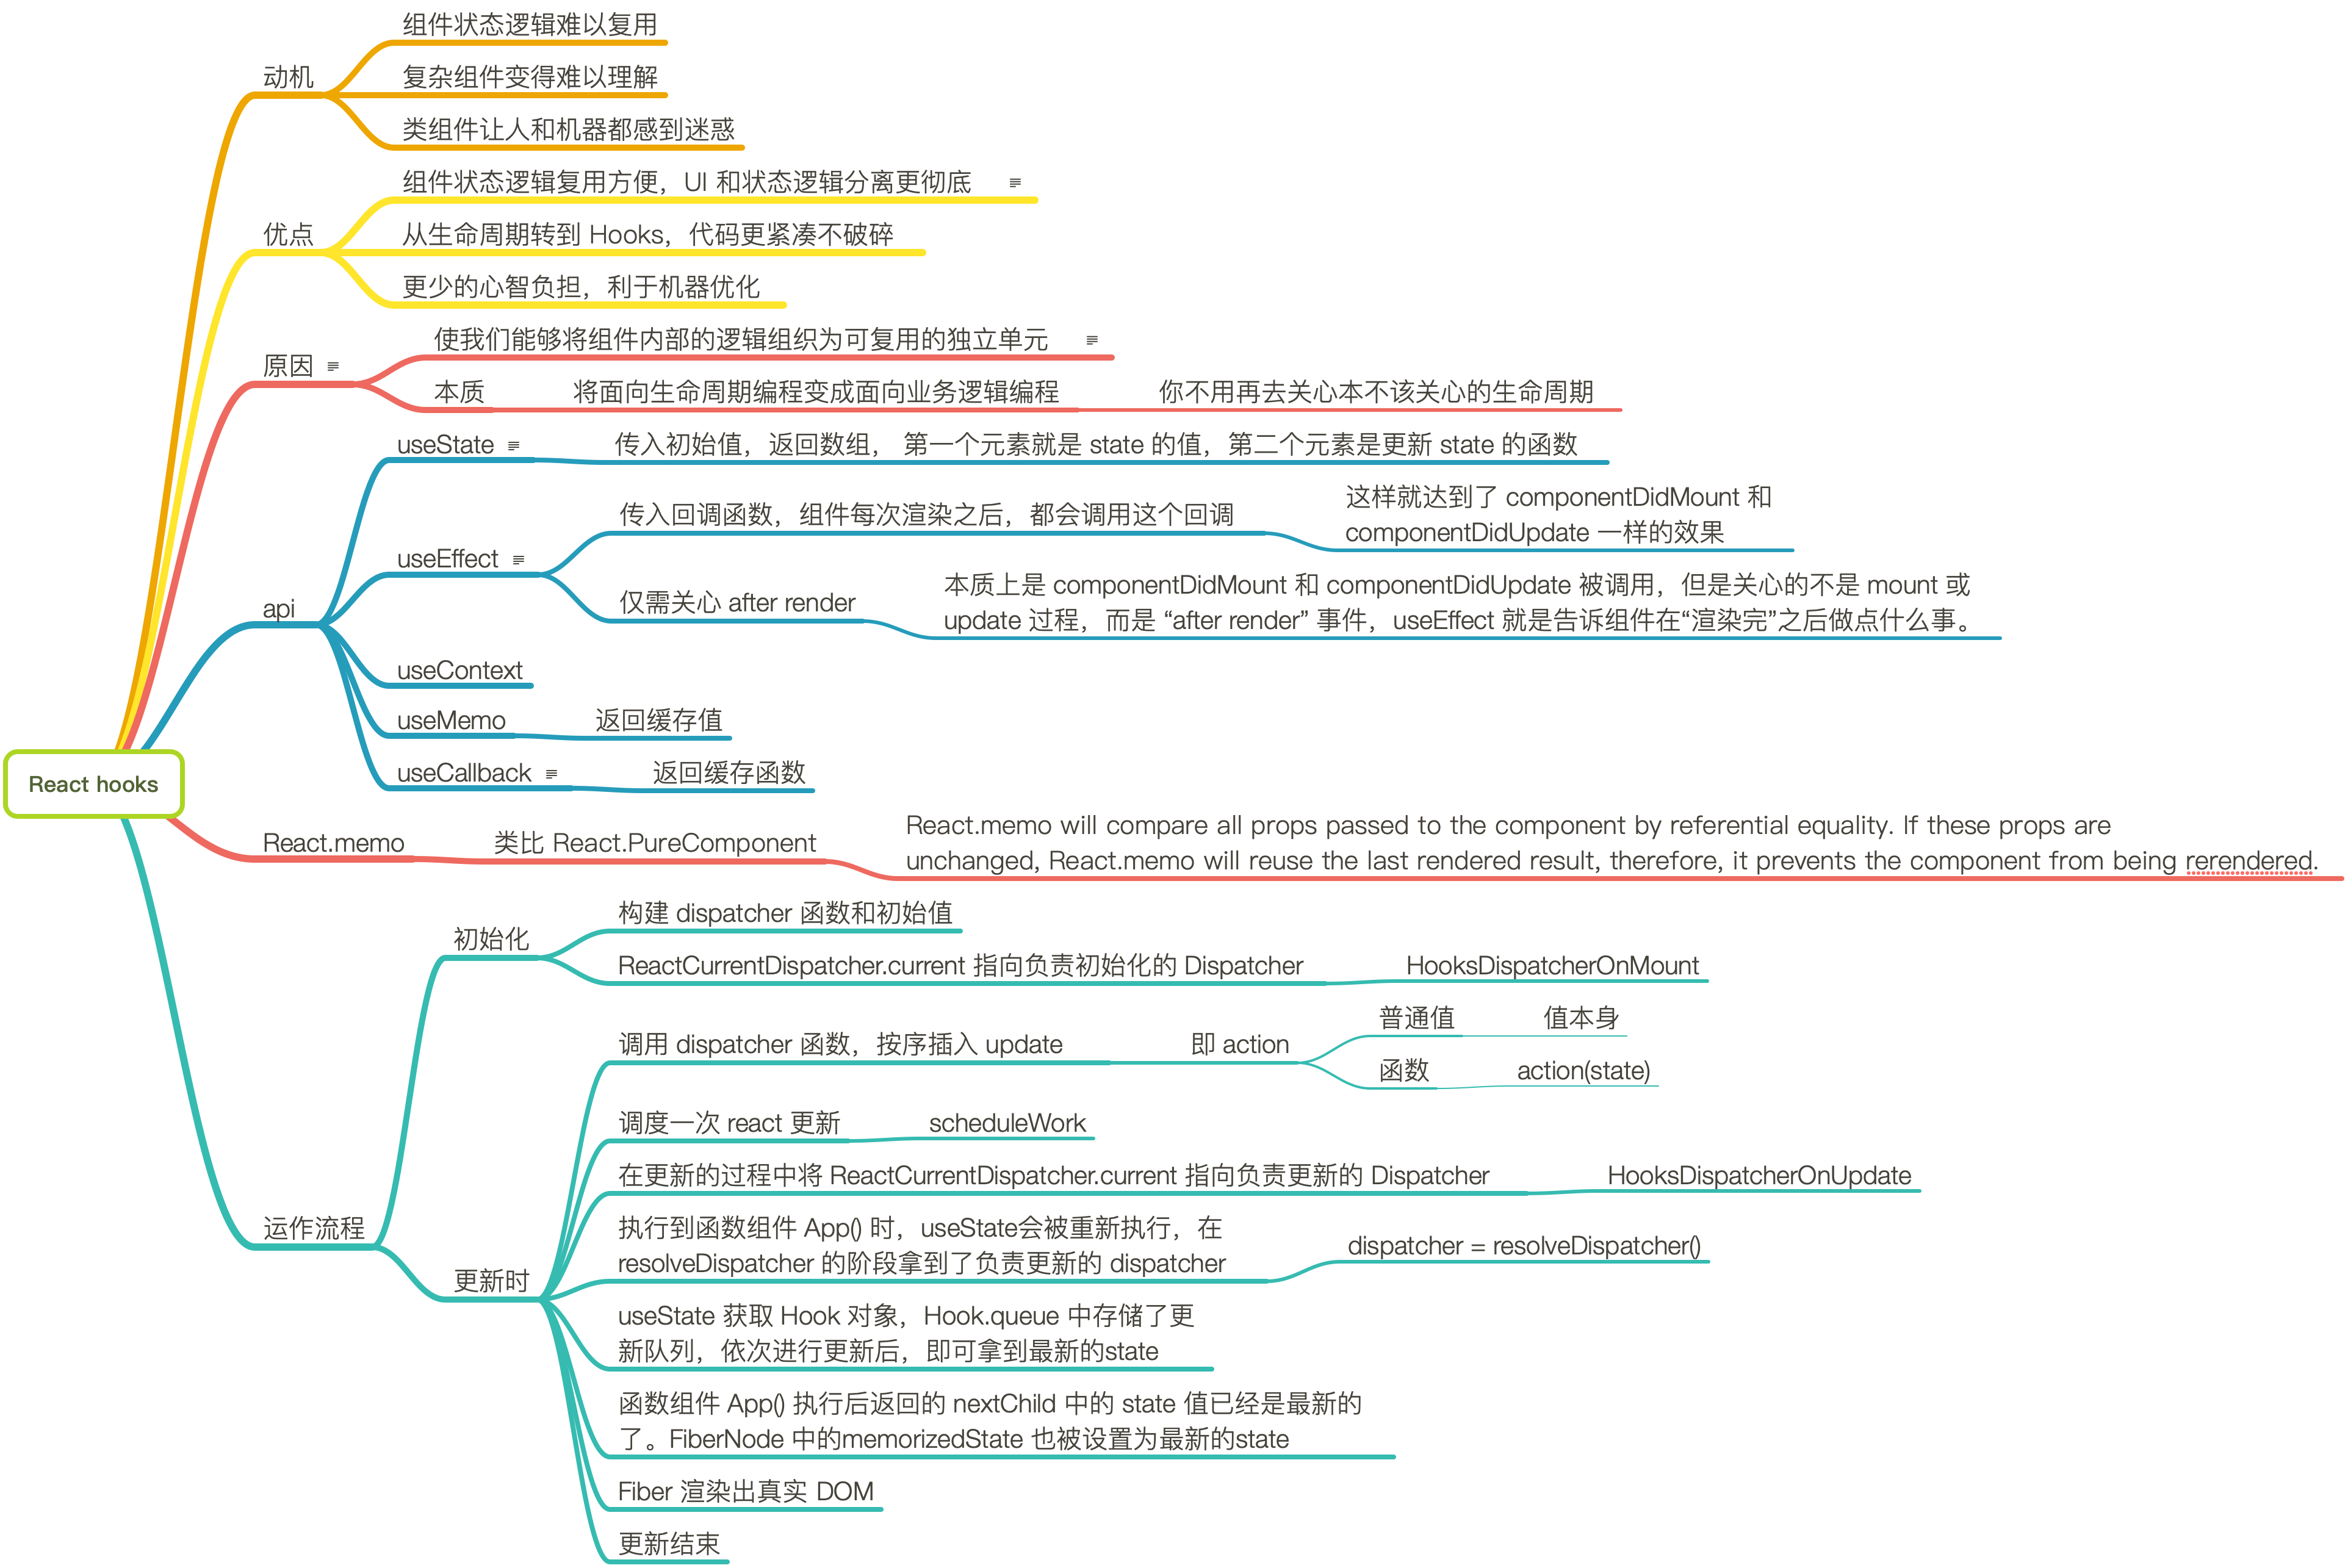 React hooks
动机
组件状态逻辑难以复用
复杂组件变得难以理解
类组件让人和机器都感到迷惑
优点
组件状态逻辑复用方便，UI 和状态逻辑分离更彻底
从生命周期转到 Hooks，代码更紧凑不破碎
更少的心智负担，利于机器优化
原因
使我们能够将组件内部的逻辑组织为可复用的独立单元
本质
将面向生命周期编程变成面向业务逻辑编程
你不用再去关心本不该关心的生命周期
api
useState
传入初始值，返回数组， 第一个元素就是 state 的值，第二个元素是更新 state 的函数
useEffect
传入回调函数，组件每次渲染之后，都会调用这个回调
这样就达到了 componentDidMount 和
componentDidUpdate 一样的效果
仅需关心 after render
本质上是 componentDidMount 和 componentDidUpdate 被调用，但是关心的不是 mount 或
update 过程，而是 “after render” 事件，useEffect 就是告诉组件在“渲染完”之后做点什么事。
useContext
useMemo
返回缓存值
useCallback
返回缓存函数
React.memo
类比 React.PureComponent
React.memo will compare all props passed to the component by referential equality. If these props are
unchanged, React.memo will reuse the last rendered result, therefore, it prevents the component from being rerendered.
运作流程
初始化
构建 dispatcher 函数和初始值
ReactCurrentDispatcher.current 指向负责初始化的 Dispatcher
HooksDispatcherOnMount
更新时
调用 dispatcher 函数，按序插入 update
即 action
普通值
值本身
函数
action(state)
调度一次 react 更新
scheduleWork
在更新的过程中将 ReactCurrentDispatcher.current 指向负责更新的 Dispatcher
HooksDispatcherOnUpdate
执行到函数组件 App() 时，useState会被重新执行，在
resolveDispatcher 的阶段拿到了负责更新的 dispatcher
dispatcher = resolveDispatcher()
useState 获取 Hook 对象，Hook.queue 中存储了更
新队列，依次进行更新后，即可拿到最新的state
函数组件 App() 执行后返回的 nextChild 中的 state 值已经是最新的
了。FiberNode 中的memorizedState 也被设置为最新的state
Fiber 渲染出真实 DOM
更新结束